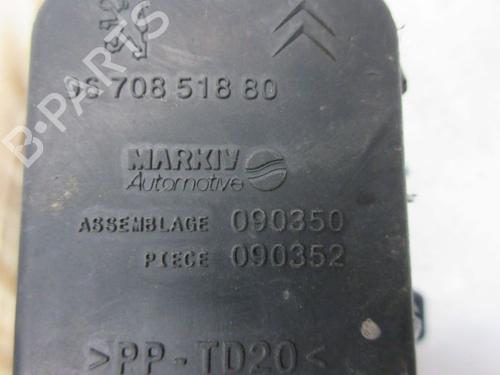 96 708 518 80
MARKIV
Automotive
ASSEMBLAGE 090350
PIECE 090352
>PP-TD20<
B-PARTS